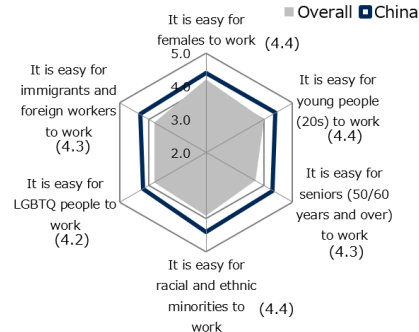 Overall China
It is easy for
females to work (4.4)
5.0
4.0
3.0
2.0
It is easy for
young people
(20s) to work
(4.4)
It is easy for
seniors (50/60
years and over)
to work
(4.3)
It is easy for
racial and ethnic
minorities to
work
(4.4)
It is easy for
LGBTQ people to
work
(4.2)
It is easy for
immigrants and
foreign workers
to work
(4.3)